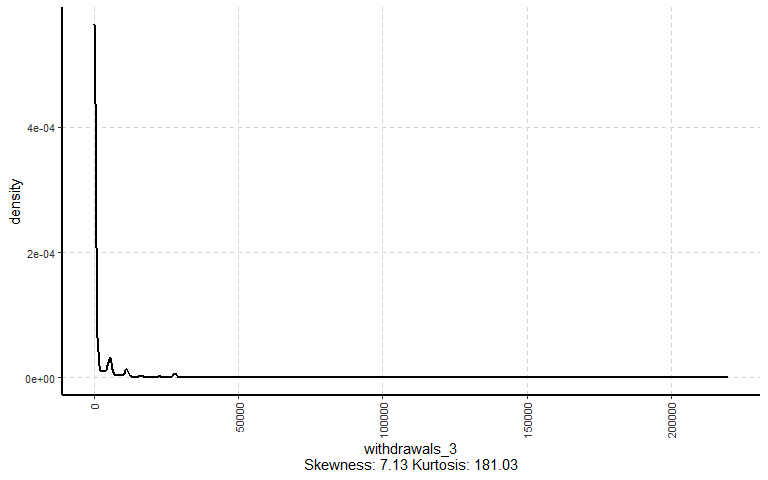 density
4e-04
2e-04
0e+00
0
50000
100000
150000
200000
withdrawals_3
Skewness: 7.13 Kurtosis: 181.03